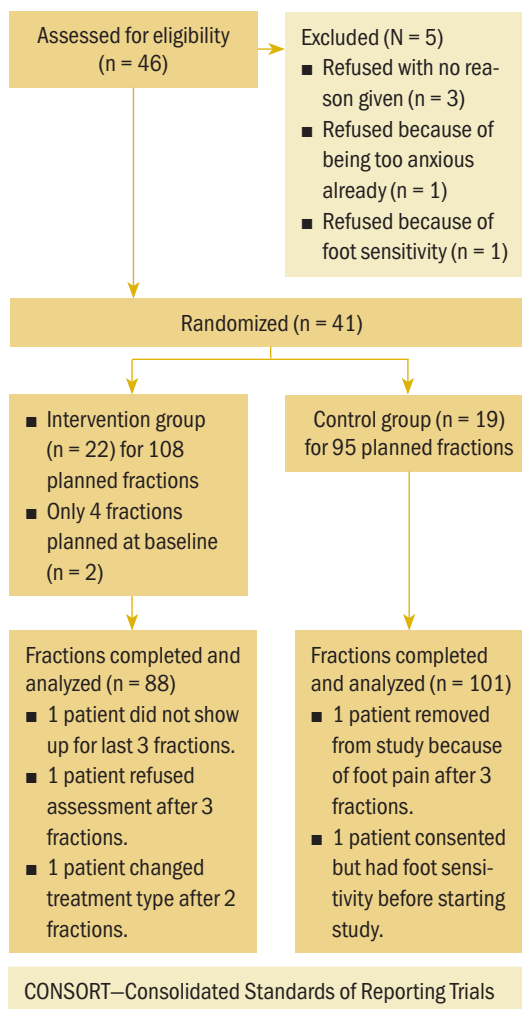 Assessed for eligibility
(n = 46)
Excluded (N = 5)
■ Refused with no rea-
son given (n = 3)
■ Refused because of
being too anxious
already (n = 1)
■ Refused because of
foot sensitivity (n = 1)
Randomized (n = 41)
■ Intervention group
(n = 22) for 108
planned fractions
■ Only 4 fractions
planned at baseline
(n = 2)
Control group (n = 19)
for 95 planned fractions
Fractions completed and
analyzed (n = 88)
■ 1 patient did not show
up for last 3 fractions.
■ 1 patient refused
assessment after 3
fractions.
■ 1 patient changed
treatment type after 2
fractions.
Fractions completed
and analyzed (n = 101)
■ 1 patient removed
from study because
of foot pain after 3
fractions.
■ 1 patient consented
but had foot sensi-
tivity before starting
study.
CONSORT—Consolidated Standards of Reporting Trials